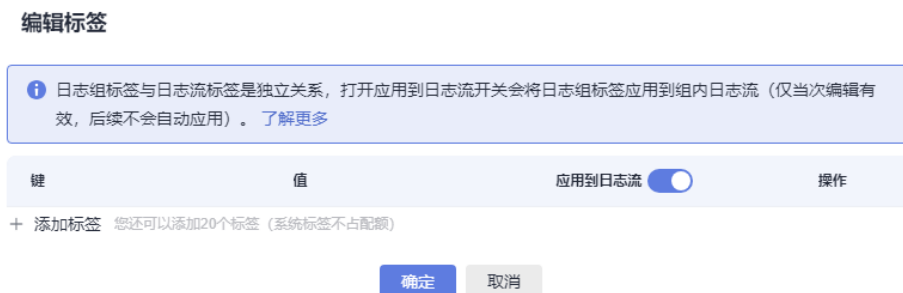 编辑标签
日志组标签与日志流标签是独立关系，打开应用到日志流开关会将日志组标签应用到组内日志流（仅当次编辑有
效，后续不会自动应用）。 了解更多
键 值 应用到日志流 操作
+ 添加标签 您还可以添加20个标签（系统标签不占配额）
确定 取消